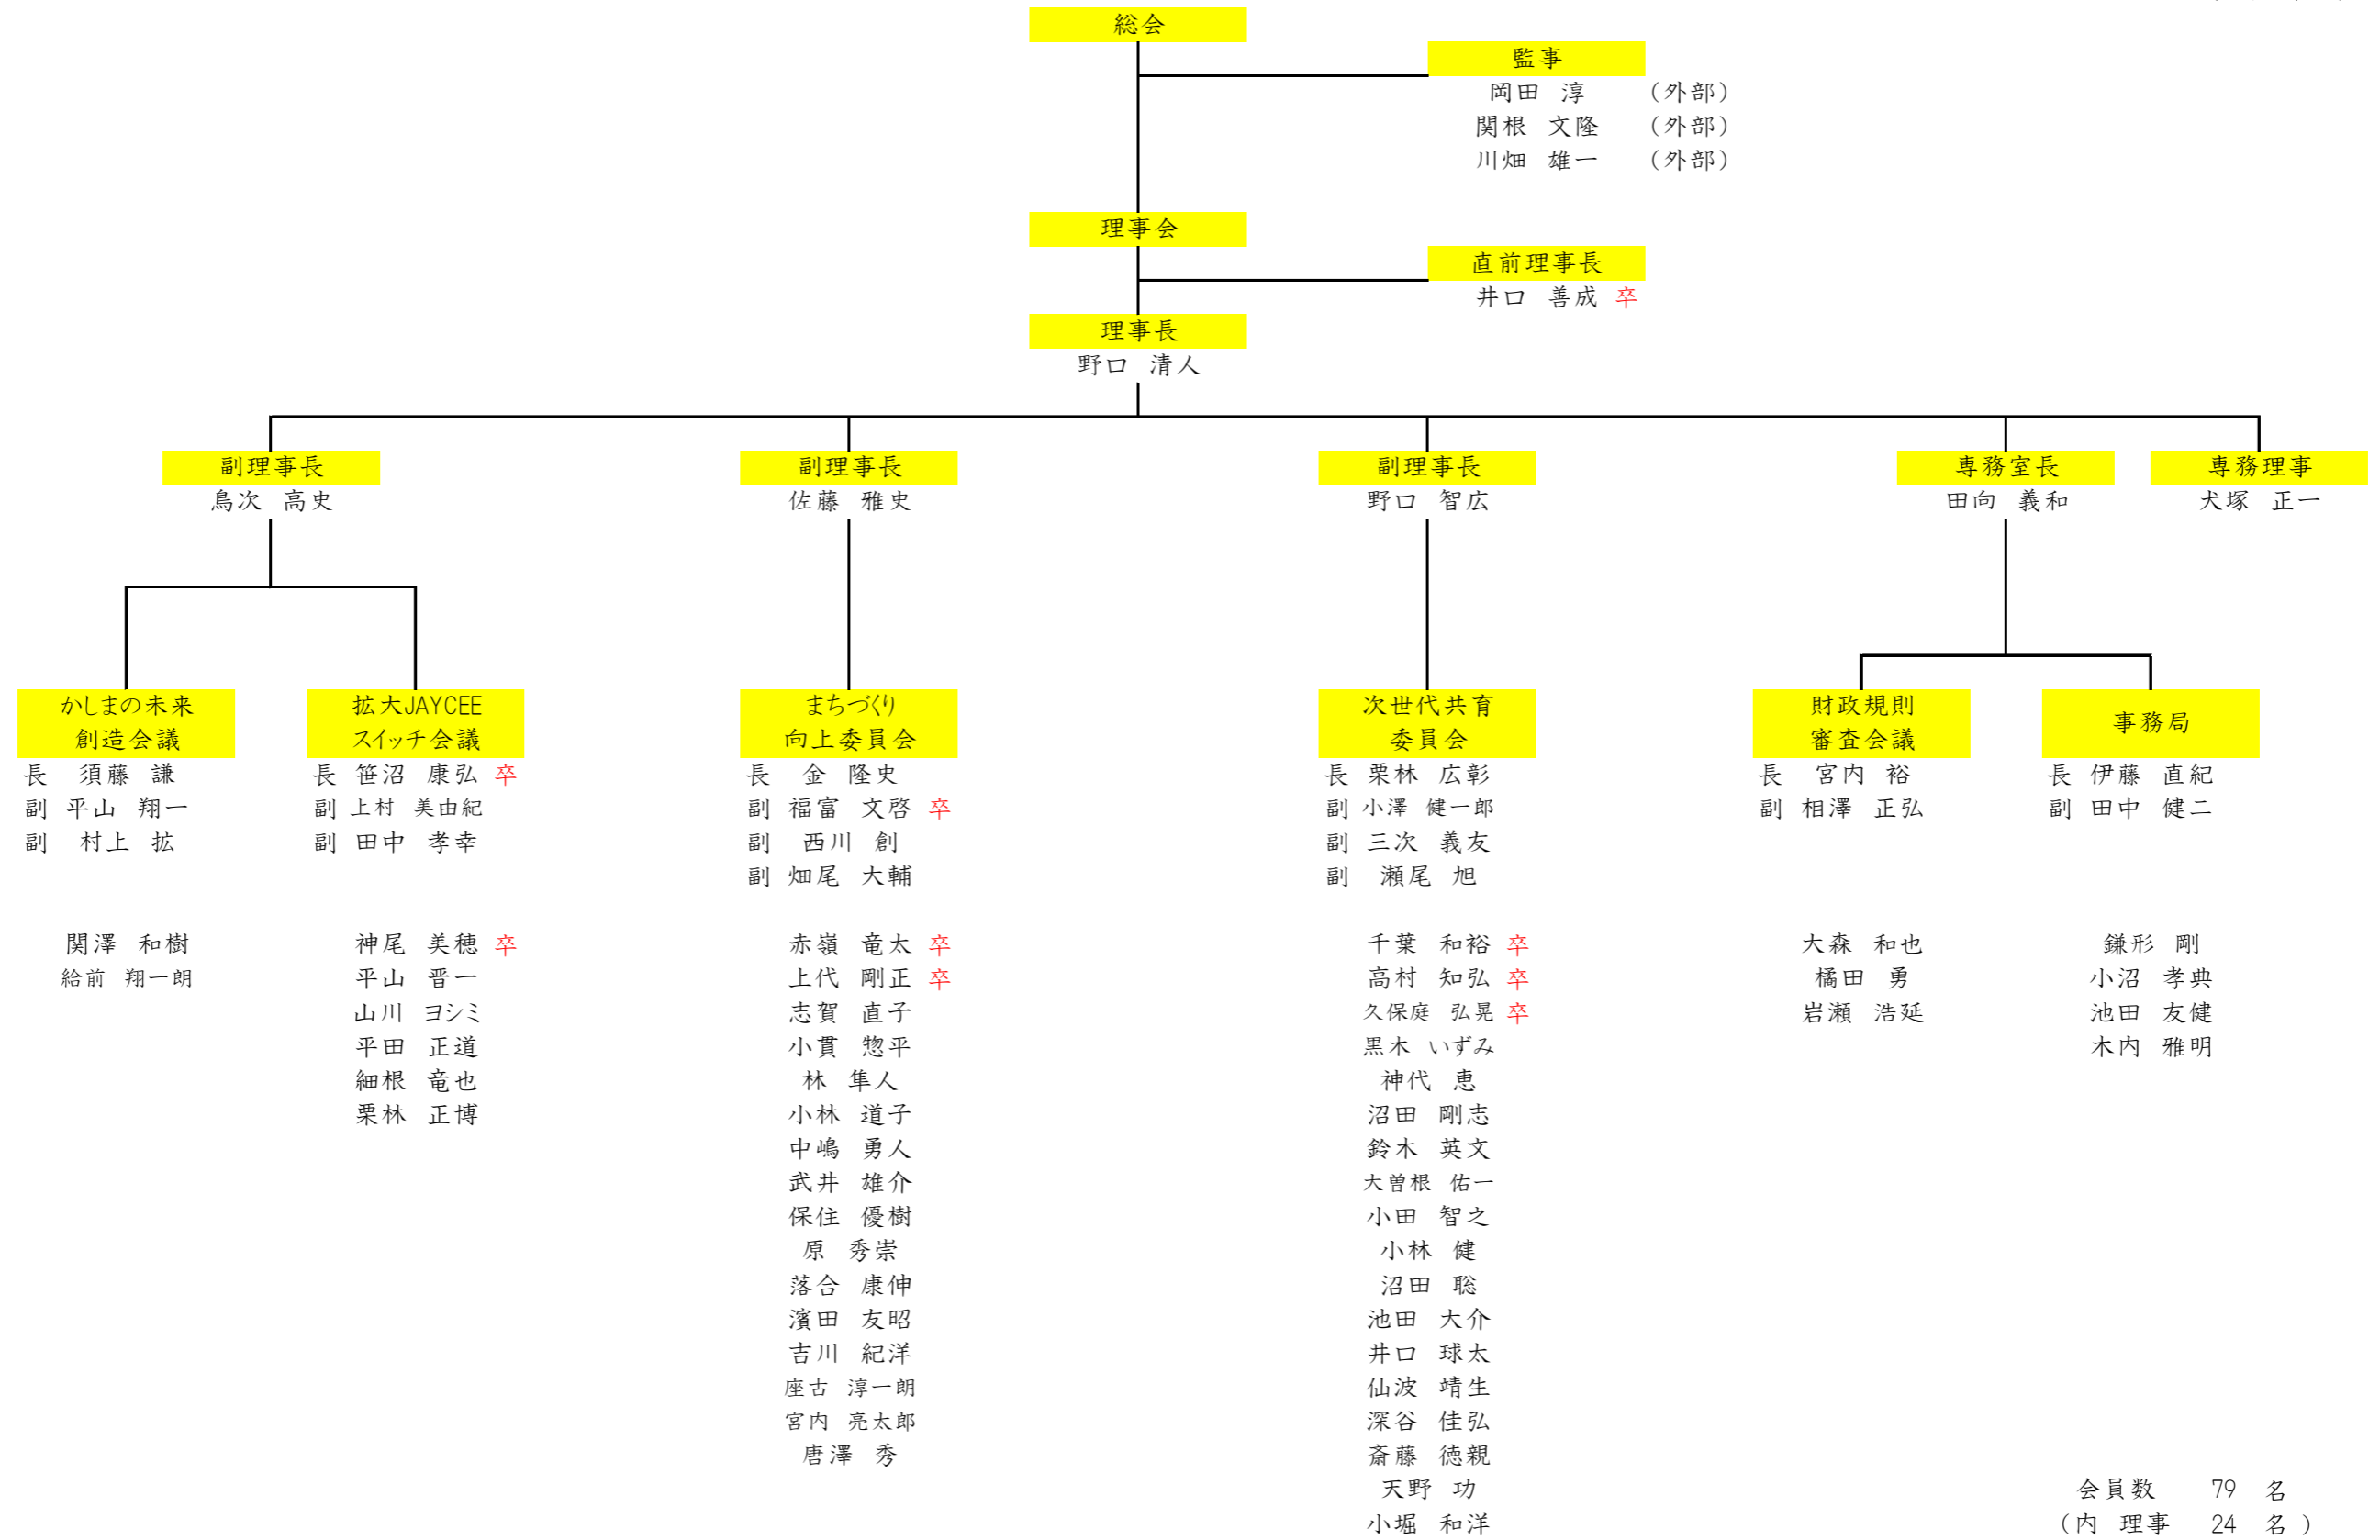 総会
監事
岡田 淳 （外部）
関根 文隆 （外部）
川畑 雄一 （外部）
理事会
直前理事長
井口 善成 卒
理事長
野口 清人
副理事長
鳥次 高史
副理事長
佐藤 雅史
副理事長
野口 智広
専務室長
田向 義和
専務理事
犬塚 正一
かしまの未来
創造会議
長 須藤 謙
副 平山 翔一
副 村上 拡
関澤 和樹
給前 翔一朗
拡大JAYCEE
スイッチ会議
長 笹沼 康弘 卒
副 上村 美由紀
副 田中 孝幸
神尾 美穂 卒
平山 晋一
山川 ヨシミ
平田 正道
細根 竜也
栗林 正博
まちづくり
向上委員会
長 金 隆史
副 福富 文啓 卒
副 西川 創
副 畑尾 大輔
赤嶺 竜太 卒
上代 剛正 卒
志賀 直子
小貫 惣平
林 隼人
小林 道子
中嶋 勇人
武井 雄介
保住 優樹
原 秀崇
落合 康伸
濱田 友昭
吉川 紀洋
座古 淳一朗
宮内 亮太郎
唐澤 秀
次世代共育
委員会
長 栗林 広彰
副 小澤 健一郎
副 三次 義友
副 瀬尾 旭
千葉 和裕 卒
高村 知弘 卒
久保庭 弘晃 卒
黒木 いずみ
神代 恵
沼田 剛志
鈴木 英文
大曽根 佑一
小田 智之
小林 健
沼田 聡
池田 大介
井口 球太
仙波 靖生
深谷 佳弘
斎藤 徳親
天野 功
小堀 和洋
財政規則
審査会議
長 宮内 裕
副 相澤 正弘
大森 和也
橘田 勇
岩瀬 浩延
事務局
長 伊藤 直紀
副 田中 健二
鎌形 剛
小沼 孝典
池田 友健
木内 雅明
会員数 79 名
（内 理事 24 名 ）